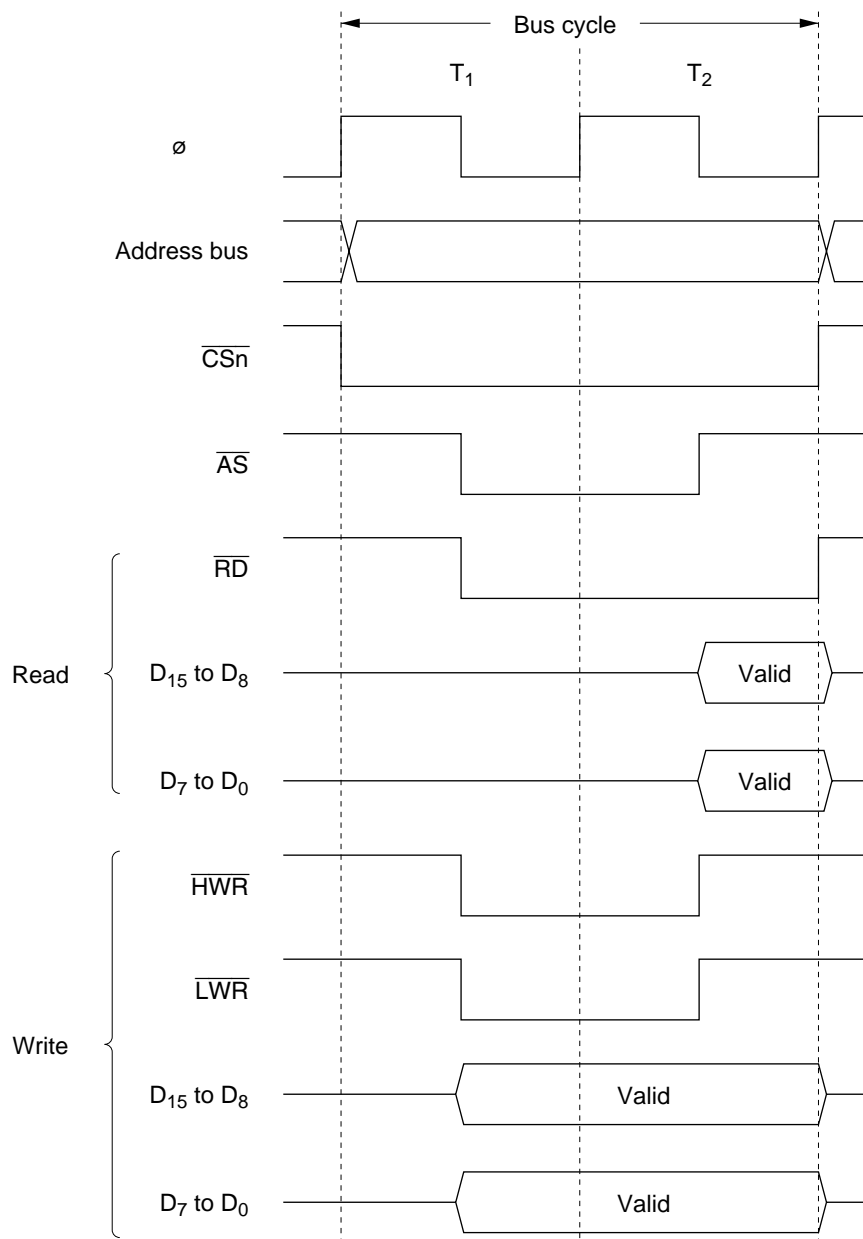 Bus cycle
T1 T2
ø
Address bus
CSn
AS
RD
Read
D15 to D8 Valid
D7 to D0 Valid
HWR
LWR
Write
D15 to D8 Valid
D7 to D0 Valid